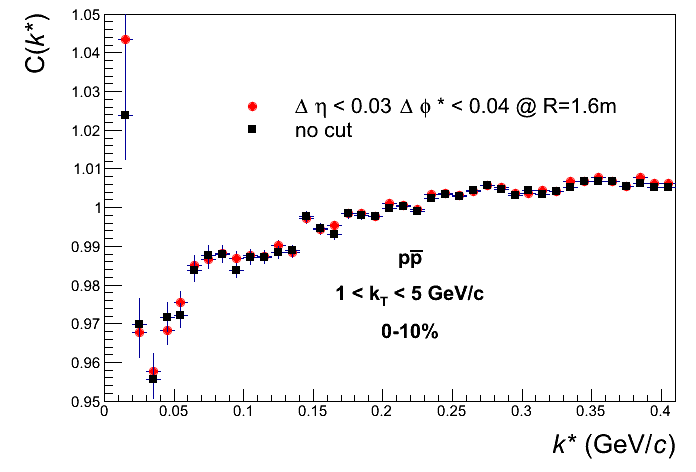 C(k*)
1.05
1.04
1.03
1.02
1.01
1
0.99
0.98
0.97
0.96
0.95
Δ η < 0.03 Δ ϕ * < 0.04 @ R=1.6m
no cut
pp̅
1 < kT < 5 GeV/c
0-10%
0 0.05 0.1 0.15 0.2 0.25 0.3 0.35 0.4
k* (GeV/c)